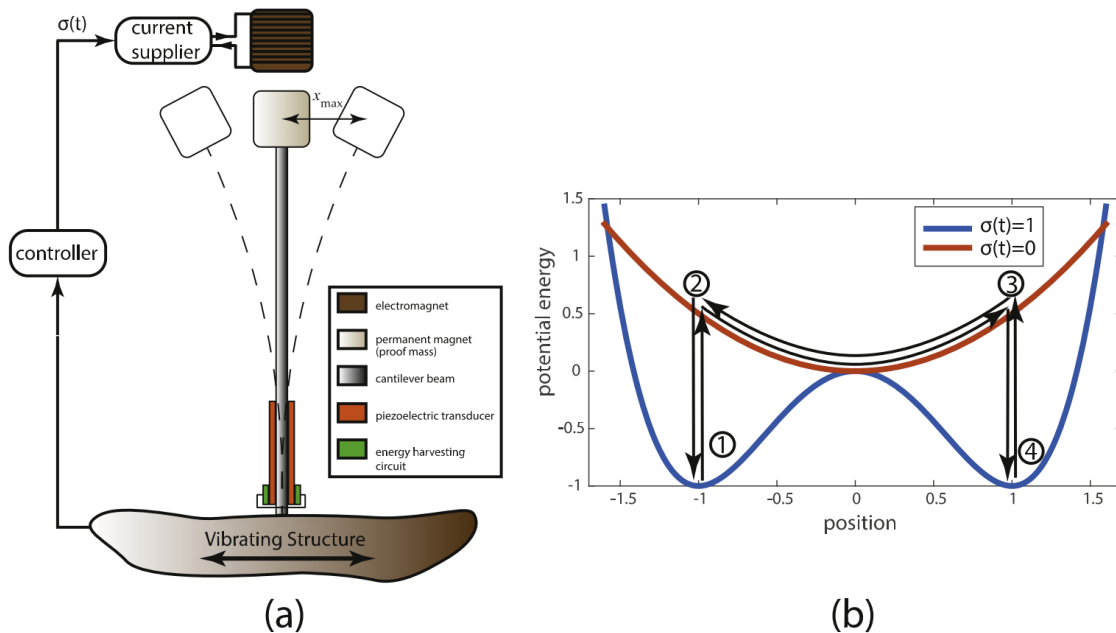 σ(t)
current
supplier
x_max
controller
electromagnet
permanent magnet
(proof mass)
cantilever beam
piezoelectric transducer
energy harvesting
circuit
Vibrating Structure
(a)
potential energy
1.5
1
0.5
0
-0.5
-1
σ(t)=1
σ(t)=0
2
3
1
4
-1.5
-1
-0.5
0
0.5
1
1.5
position
(b)